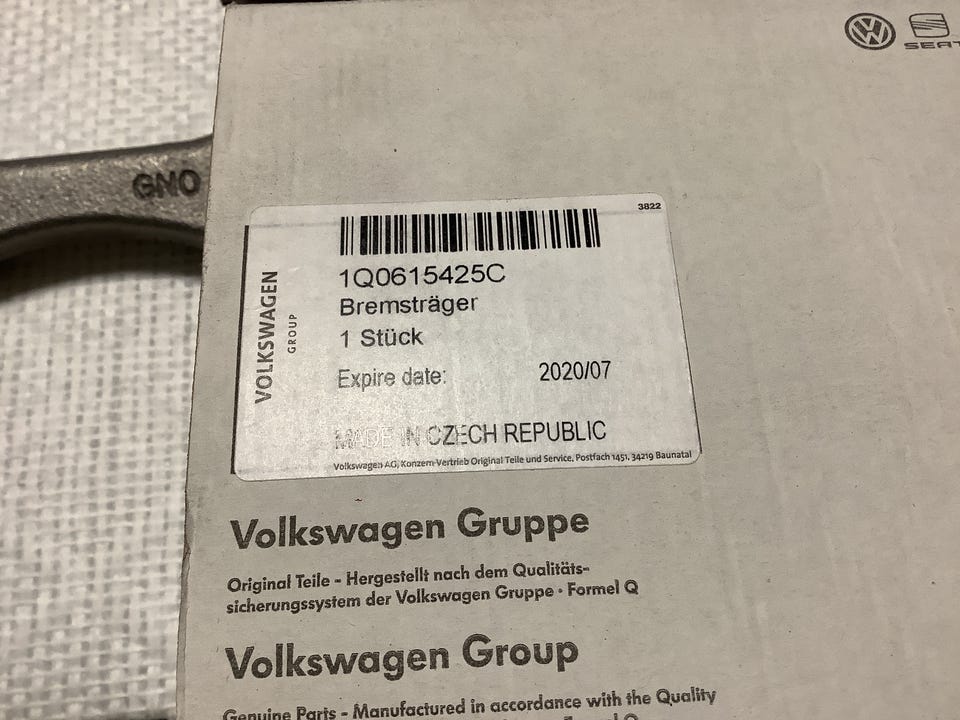 GNO
SEAT
3822
1Q0615425C
Bremsträger
1 Stück
Expire date: 2020/07
MADE IN CZECH REPUBLIC
Volkswagen AG, Konzern-Vertrieb Original Teile und Service, Postfach 1451, 34219 Baunatal
VOLKSWAGEN
GROUP
Volkswagen Gruppe
Original Teile - Hergestellt nach dem Qualitäts-
sicherungssystem der Volkswagen Gruppe · Formel Q
Volkswagen Group
Genuine Parts - Manufactured in accordance with the Quality